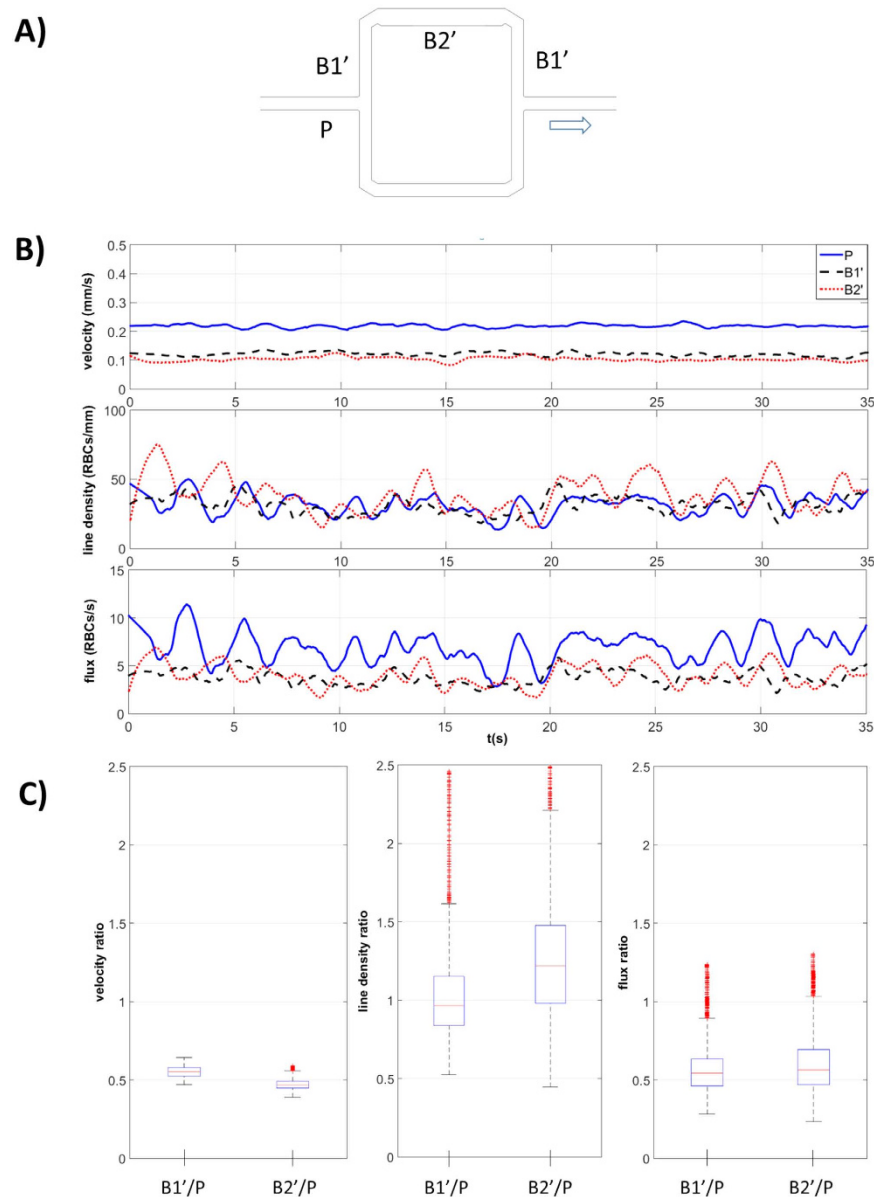 A)
B2’
B1’
B1’
P
B)
velocity (mm/s)
0.5
0.4
0.3
0.2
0.1
0
P
B1'
B2'
0 5 10 15 20 25 30 35
line density (RBCs/mm)
100
50
0
0 5 10 15 20 25 30 35
flux (RBCs/s)
15
10
5
0
0 5 10 15 20 25 30 35
t(s)
C)
velocity ratio
2.5
2
1.5
1
0.5
0
B1’/P B2’/P
line density ratio
2.5
2
1.5
1
0.5
0
B1’/P B2’/P
flux ratio
2.5
2
1.5
1
0.5
0
B1’/P B2’/P